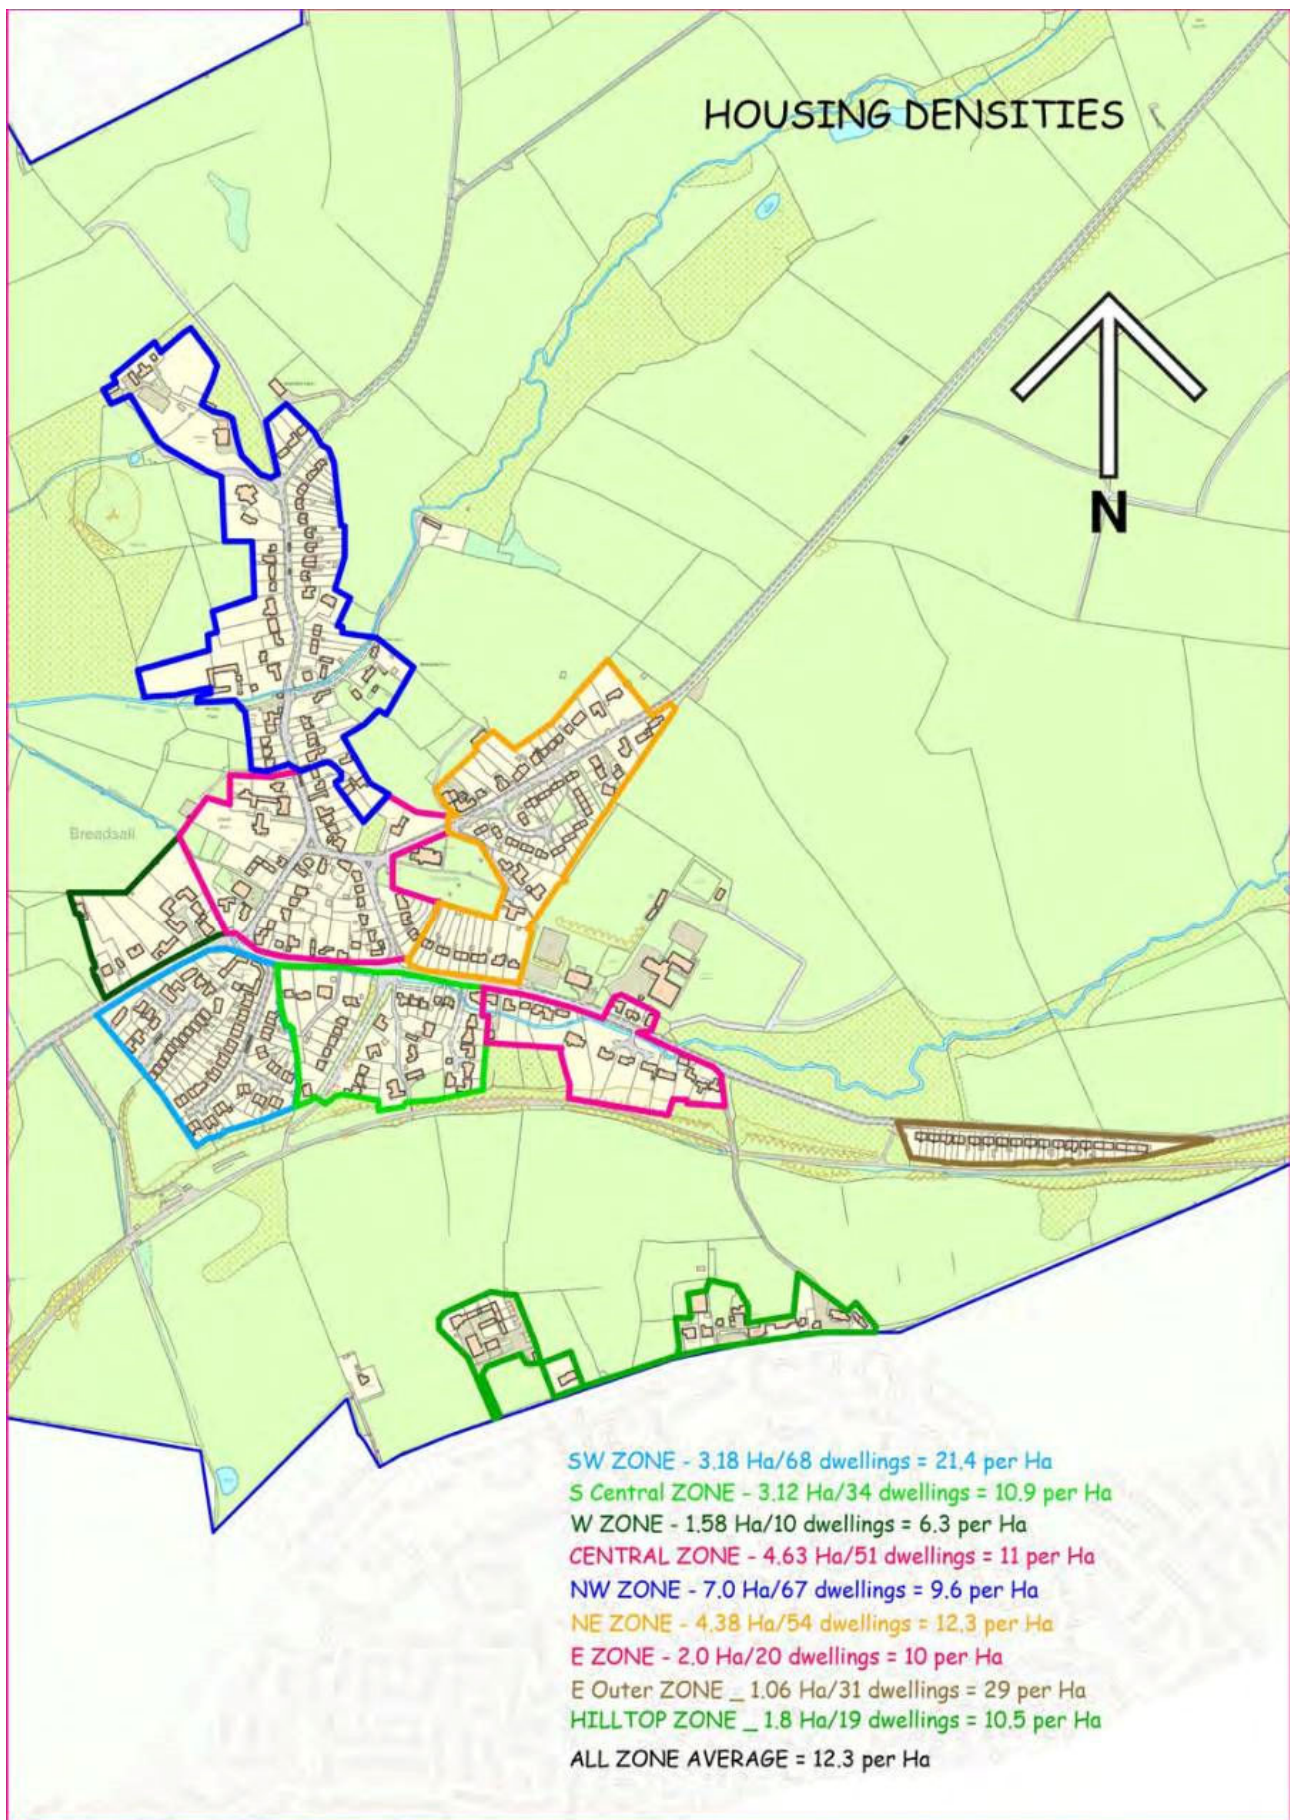 HOUSING DENSITIES
N
Breadsall
SW ZONE - 3.18 Ha/68 dwellings = 21.4 per Ha
S Central ZONE - 3.12 Ha/34 dwellings = 10.9 per Ha
W ZONE - 1.58 Ha/10 dwellings = 6.3 per Ha
CENTRAL ZONE - 4.63 Ha/51 dwellings = 11 per Ha
NW ZONE - 7.0 Ha/67 dwellings = 9.6 per Ha
NE ZONE - 4.38 Ha/54 dwellings = 12.3 per Ha
E ZONE - 2.0 Ha/20 dwellings = 10 per Ha
E Outer ZONE _ 1.06 Ha/31 dwellings = 29 per Ha
HILLTOP ZONE _ 1.8 Ha/19 dwellings = 10.5 per Ha
ALL ZONE AVERAGE = 12.3 per Ha